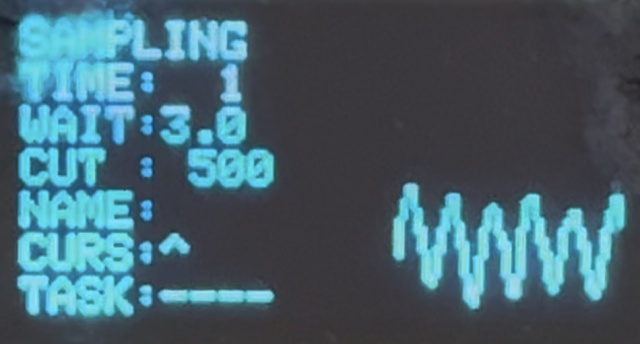 SAMPLING
TIME: 1
WAIT:3.0
CUT : 500
NAME:
CURS:^
TASK:----